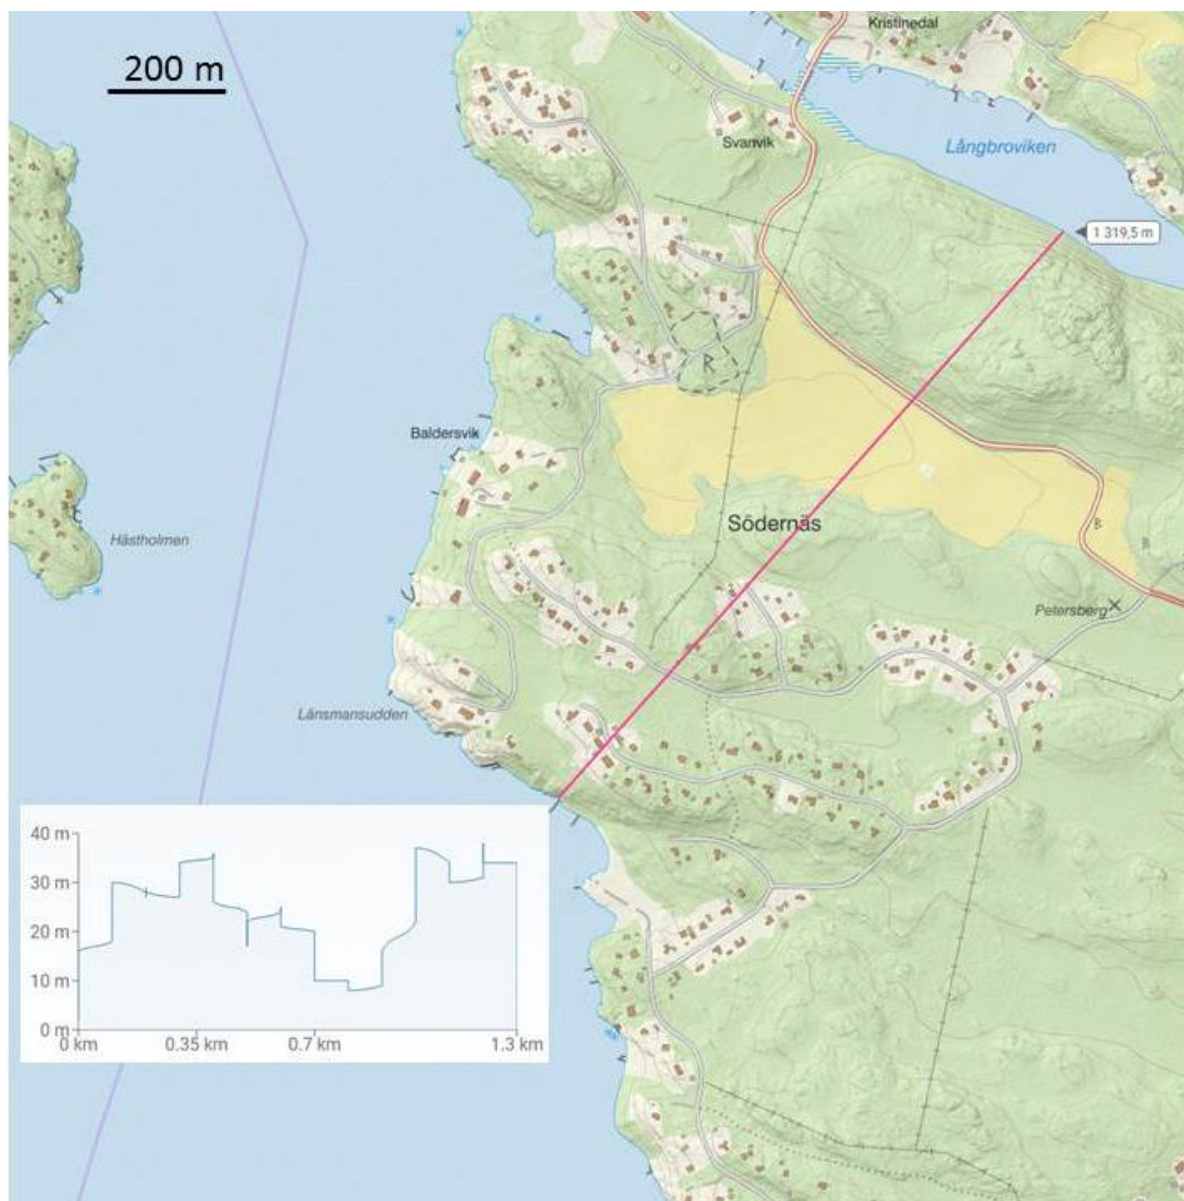 Kristinedal
200 m
Svanvik
Långbroviken
1 319,5 m
R
Baldersvik
Södernäs
B
R
Hästholmen
Petersberg
Långmansudden
40 m
30 m
20 m
10 m
0 m
0 km
0.35 km
0.7 km
1.3 km